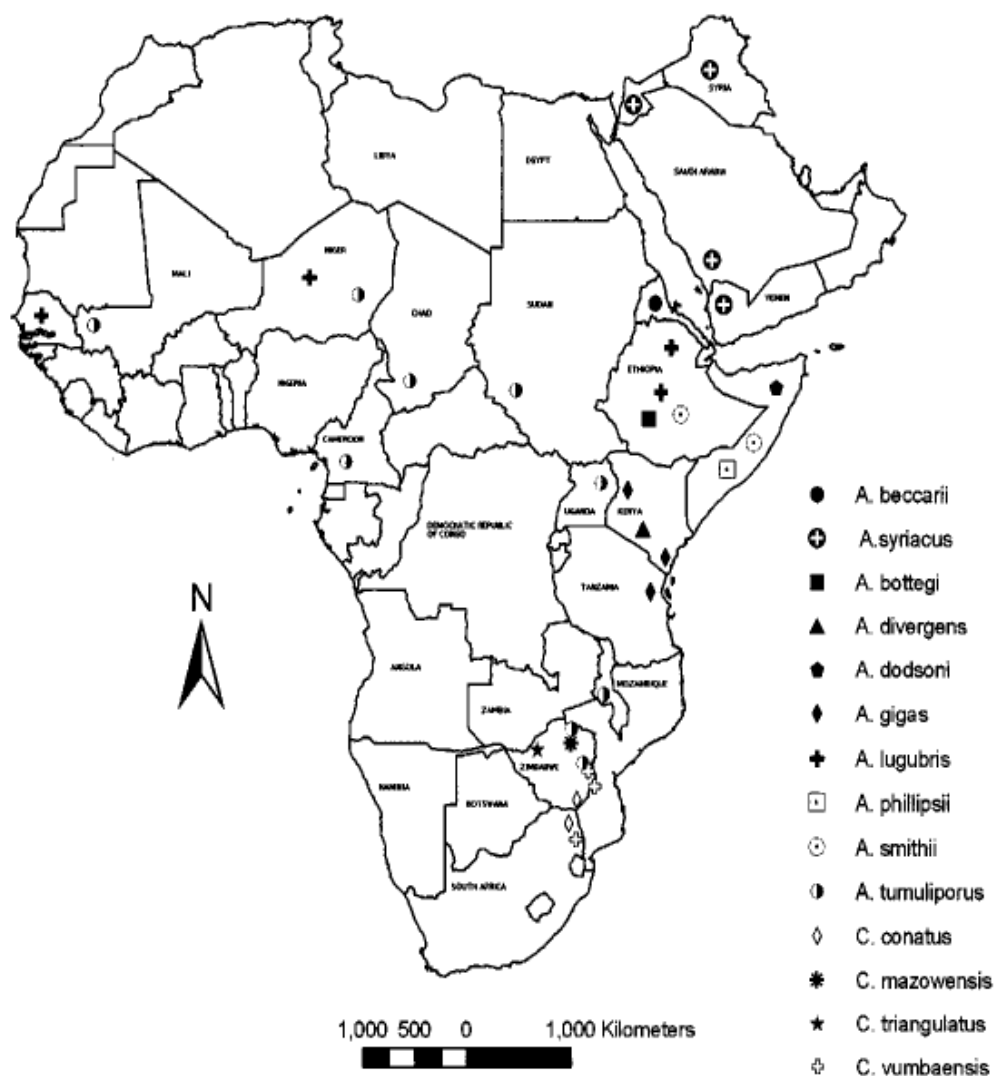 SYRIA
LIBYA
EGYPT
SAUDI ARABIA
MALI
NIGER
CHAD
SUDAN
YEMEN
NIGERIA
ETHIOPIA
CAMEROON
UGANDA
KENYA
DEMOCRATIC REPUBLIC
OF CONGO
TANZANIA
ANGOLA
ZAMBIA
MOZAMBIQUE
ZIMBABWE
NAMIBIA
BOTSWANA
SOUTH AFRICA
N
A. beccarii
A.syriacus
A. bottegi
A. divergens
A. dodsoni
A. gigas
A. lugubris
A. phillipsii
A. smithii
A. tumuliporus
C. conatus
C. mazowensis
C. triangulatus
C. vumbaensis
1,000 500 0 1,000 Kilometers